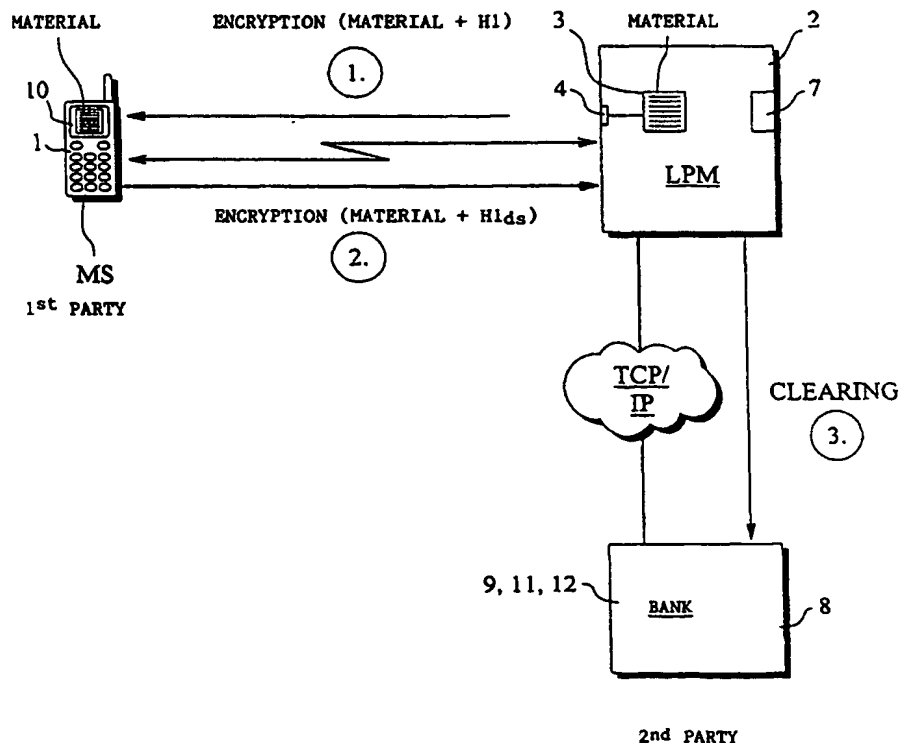 MATERIAL
ENCRYPTION (MATERIAL + H1)
3
MATERIAL
2
1.
10
4
7
1
LPM
ENCRYPTION (MATERIAL + H1ds)
2.
MS
1st PARTY
TCP/
IP
CLEARING
3.
9, 11, 12
BANK
8
2nd PARTY